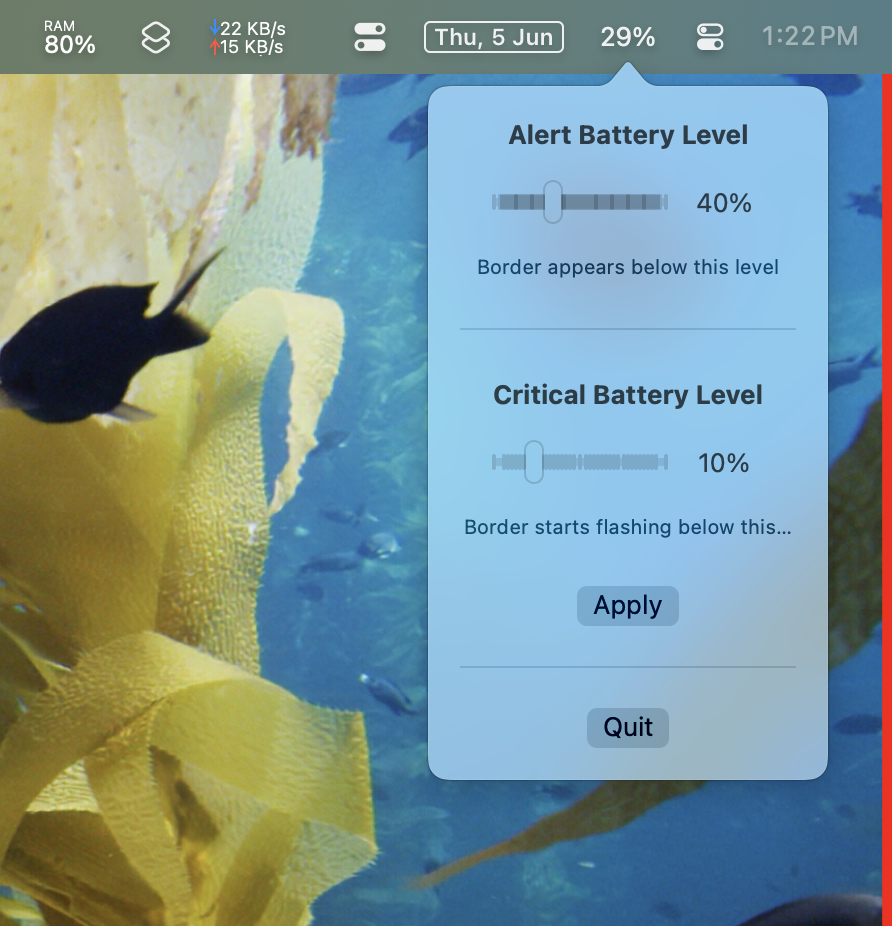 RAM
80%
↓22 KB/s
↑15 KB/s
Thu, 5 Jun
29%
1:22 PM
Alert Battery Level
40%
Border appears below this level
Critical Battery Level
10%
Border starts flashing below this...
Apply
Quit